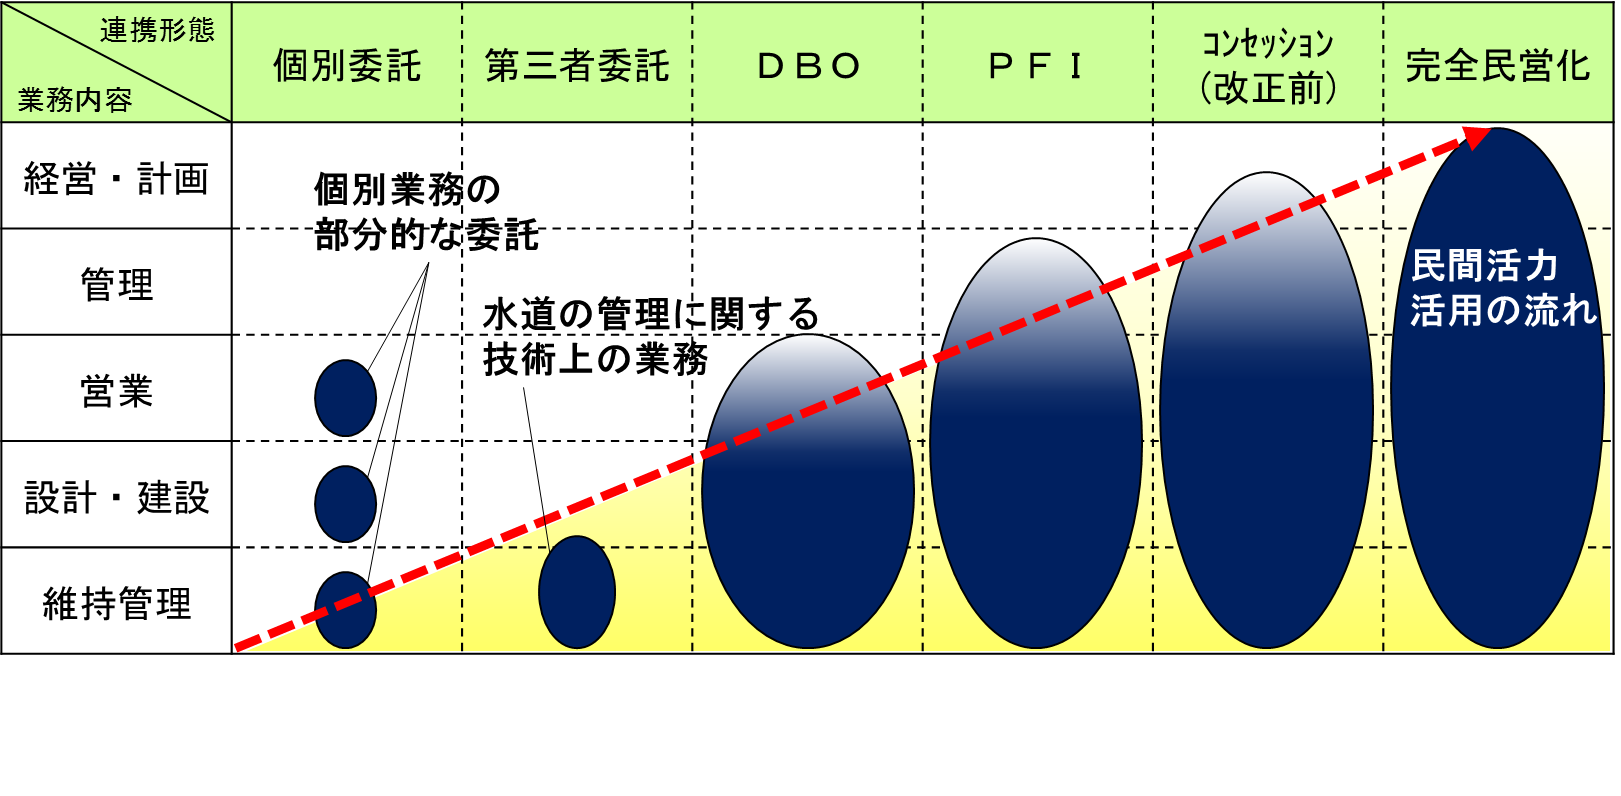 連携形態
業務内容
個別委託
第三者委託
ＤＢＯ
ＰＦＩ
ｺﾝｾｯｼｮﾝ
(改正前)
完全民営化
経営・計画
管理
営業
設計・建設
維持管理
個別業務の
部分的な委託
水道の管理に関する
技術上の業務
民間活力
活用の流れ